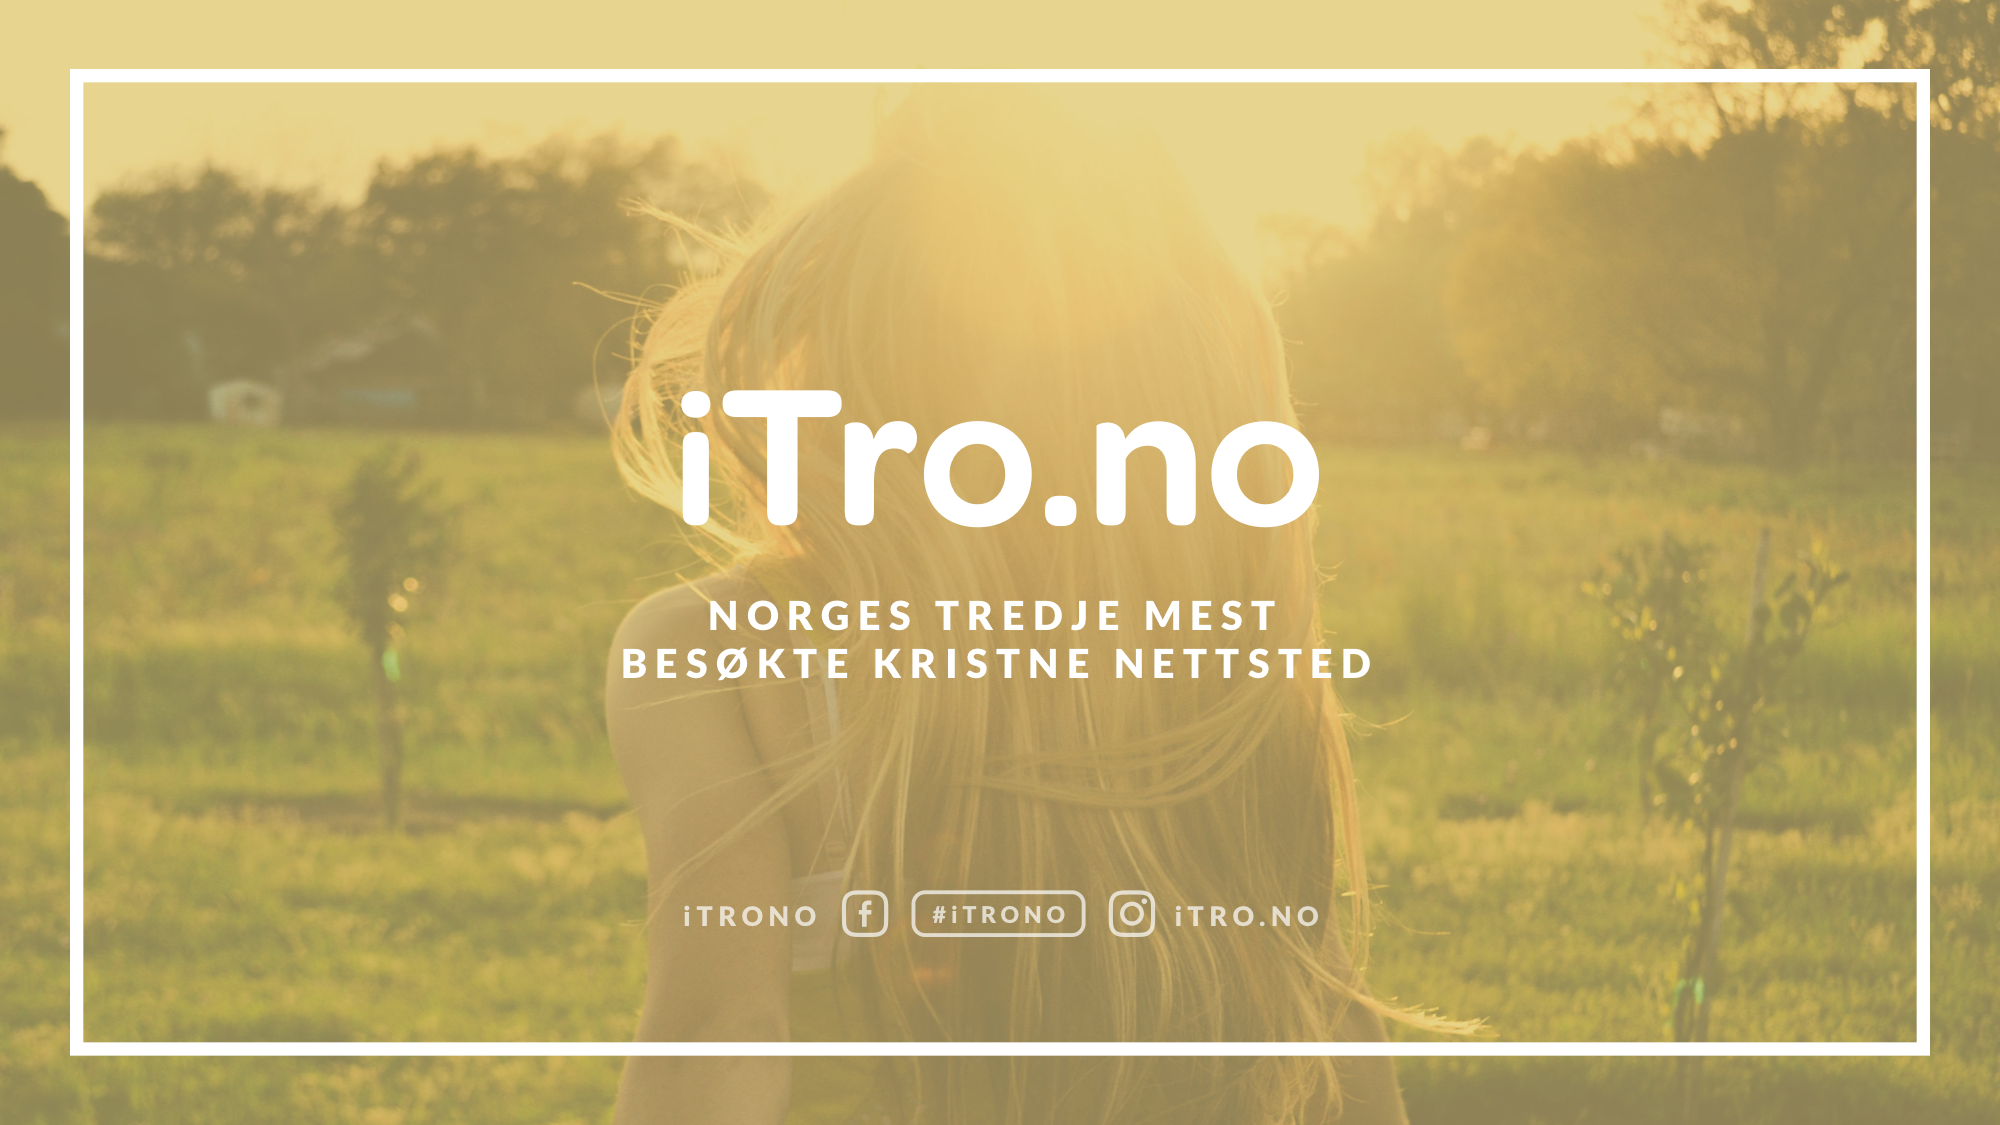 iTro.no
NORGES TREDJE MEST
BESØKTE KRISTNE NETTSTED
iTRONO f #iTRONO iTRO.NO